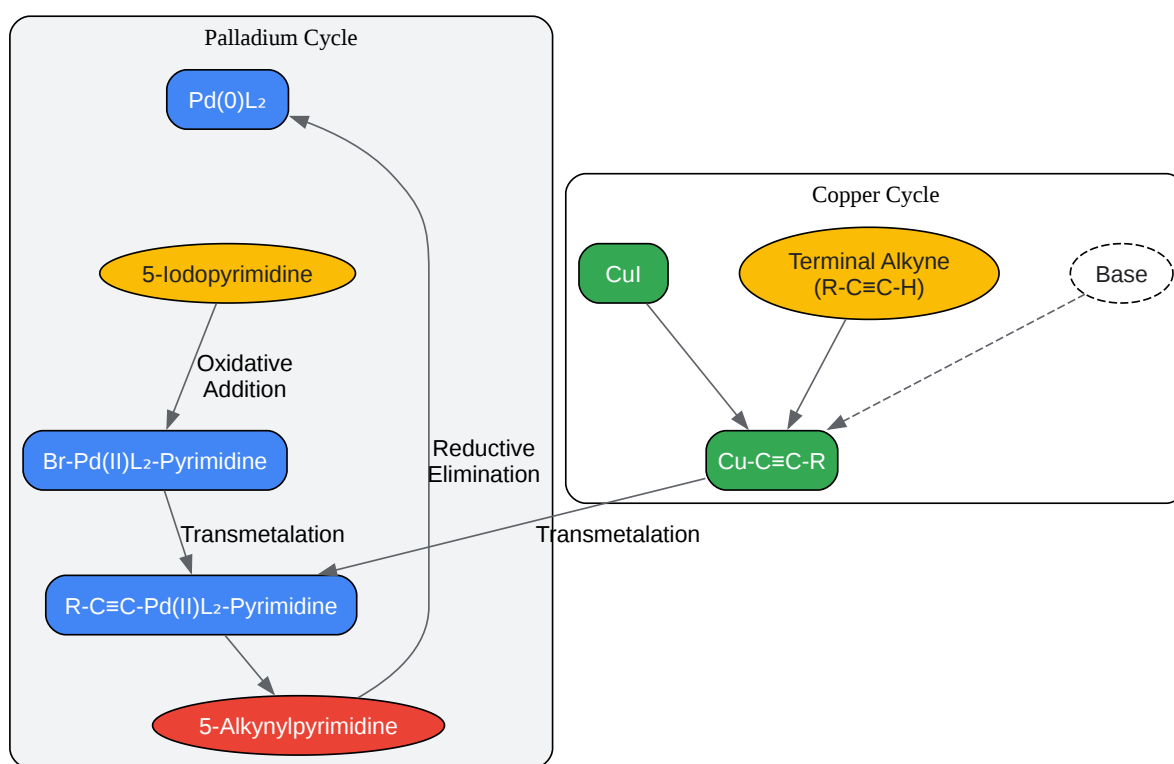 Palladium Cycle
Pd(0)L₂
Copper Cycle
5-Iodopyrimidine
CuI
Terminal Alkyne
(R-C≡C-H)
Base
Oxidative
Addition
Br-Pd(II)L₂-Pyrimidine
Reductive
Elimination
Cu-C≡C-R
Transmetalation
Transmetalation
R-C≡C-Pd(II)L₂-Pyrimidine
5-Alkynylpyrimidine